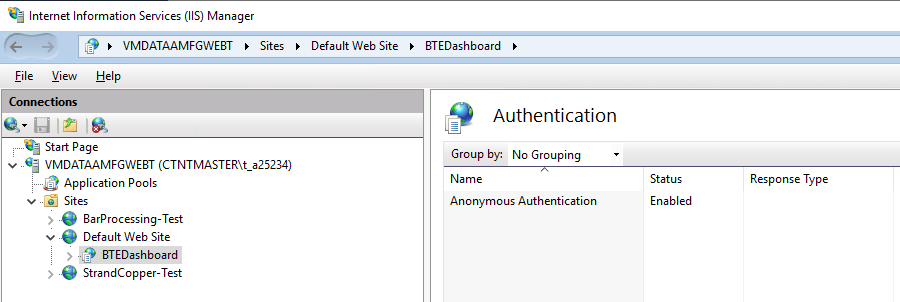 Internet Information Services (IIS) Manager
VMDATAAMFGWEBT Sites Default Web Site BTEDashboard
File View Help
Connections
Start Page
VMDATAAMFGWEBT (CTNTMASTER\t_a25234)
Application Pools
Sites
BarProcessing-Test
Default Web Site
BTEDashboard
StrandCopper-Test
Authentication
Group by: No Grouping
Name Status Response Type
Anonymous Authentication Enabled